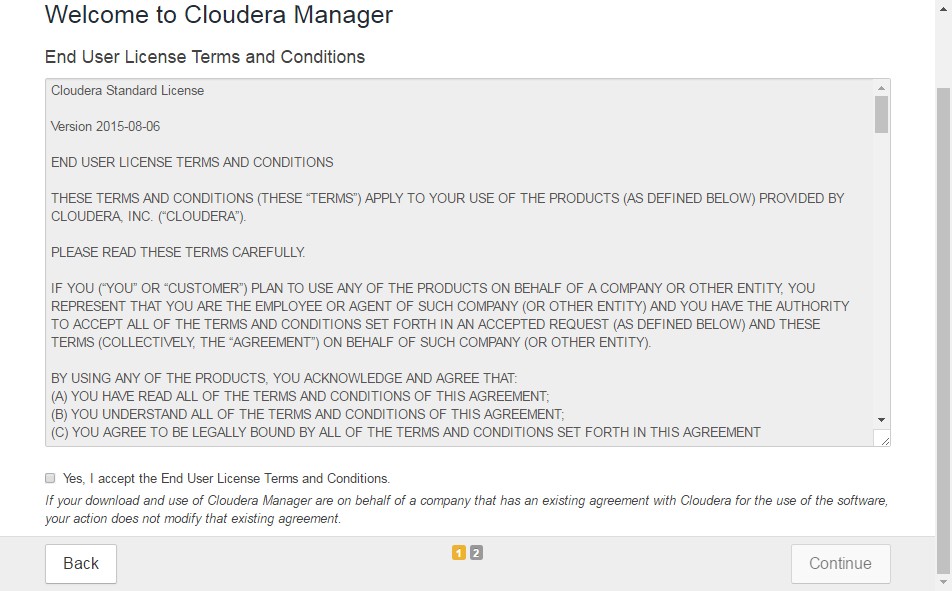 Welcome to Cloudera Manager
End User License Terms and Conditions
Cloudera Standard License
Version 2015-08-06
END USER LICENSE TERMS AND CONDITIONS
THESE TERMS AND CONDITIONS (THESE “TERMS”) APPLY TO YOUR USE OF THE PRODUCTS (AS DEFINED BELOW) PROVIDED BY
CLOUDERA, INC. (“CLOUDERA”).
PLEASE READ THESE TERMS CAREFULLY.
IF YOU (“YOU” OR “CUSTOMER”) PLAN TO USE ANY OF THE PRODUCTS ON BEHALF OF A COMPANY OR OTHER ENTITY, YOU
REPRESENT THAT YOU ARE THE EMPLOYEE OR AGENT OF SUCH COMPANY (OR OTHER ENTITY) AND YOU HAVE THE AUTHORITY
TO ACCEPT ALL OF THE TERMS AND CONDITIONS SET FORTH IN AN ACCEPTED REQUEST (AS DEFINED BELOW) AND THESE
TERMS (COLLECTIVELY, THE “AGREEMENT”) ON BEHALF OF SUCH COMPANY (OR OTHER ENTITY).
BY USING ANY OF THE PRODUCTS, YOU ACKNOWLEDGE AND AGREE THAT:
(A) YOU HAVE READ ALL OF THE TERMS AND CONDITIONS OF THIS AGREEMENT;
(B) YOU UNDERSTAND ALL OF THE TERMS AND CONDITIONS OF THIS AGREEMENT;
(C) YOU AGREE TO BE LEGALLY BOUND BY ALL OF THE TERMS AND CONDITIONS SET FORTH IN THIS AGREEMENT
Yes, I accept the End User License Terms and Conditions.
If your download and use of Cloudera Manager are on behalf of a company that has an existing agreement with Cloudera for the use of the software,
your action does not modify that existing agreement.
Back
1 2
Continue